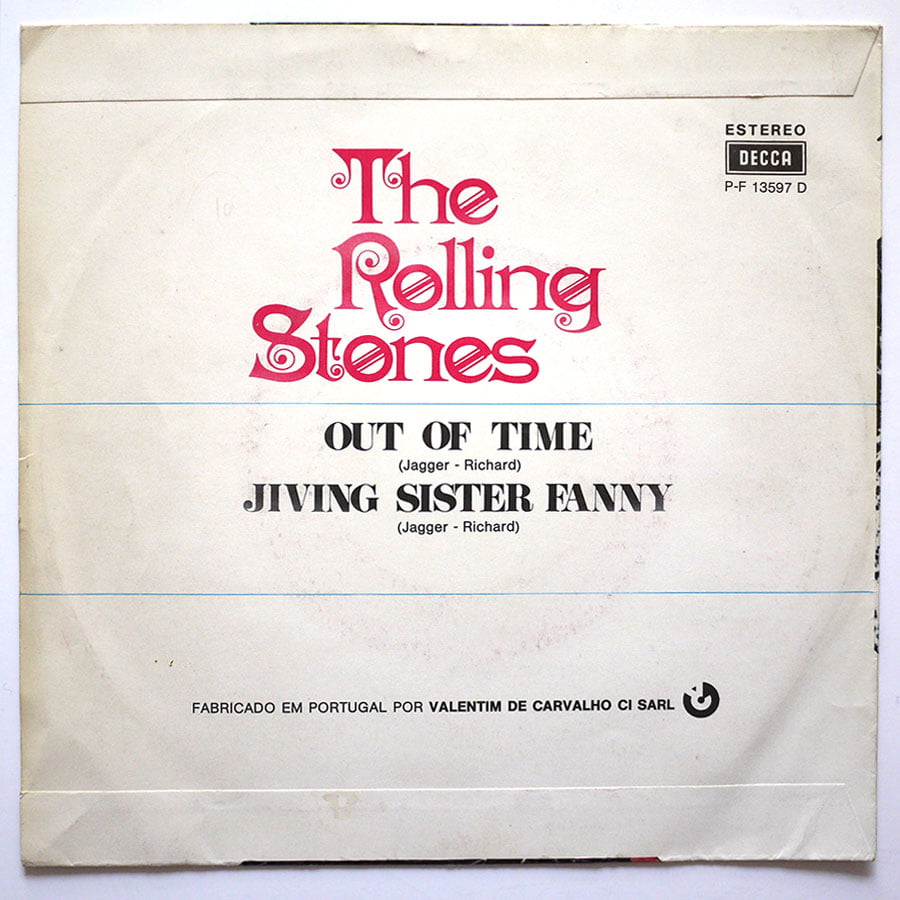 ESTEREO
DECCA
P-F 13597 D
The
Rolling
Stones
OUT OF TIME
(Jagger - Richard)
JIVING SISTER FANNY
(Jagger - Richard)
FABRICADO EM PORTUGAL POR VALENTIM DE CARVALHO CI SARL